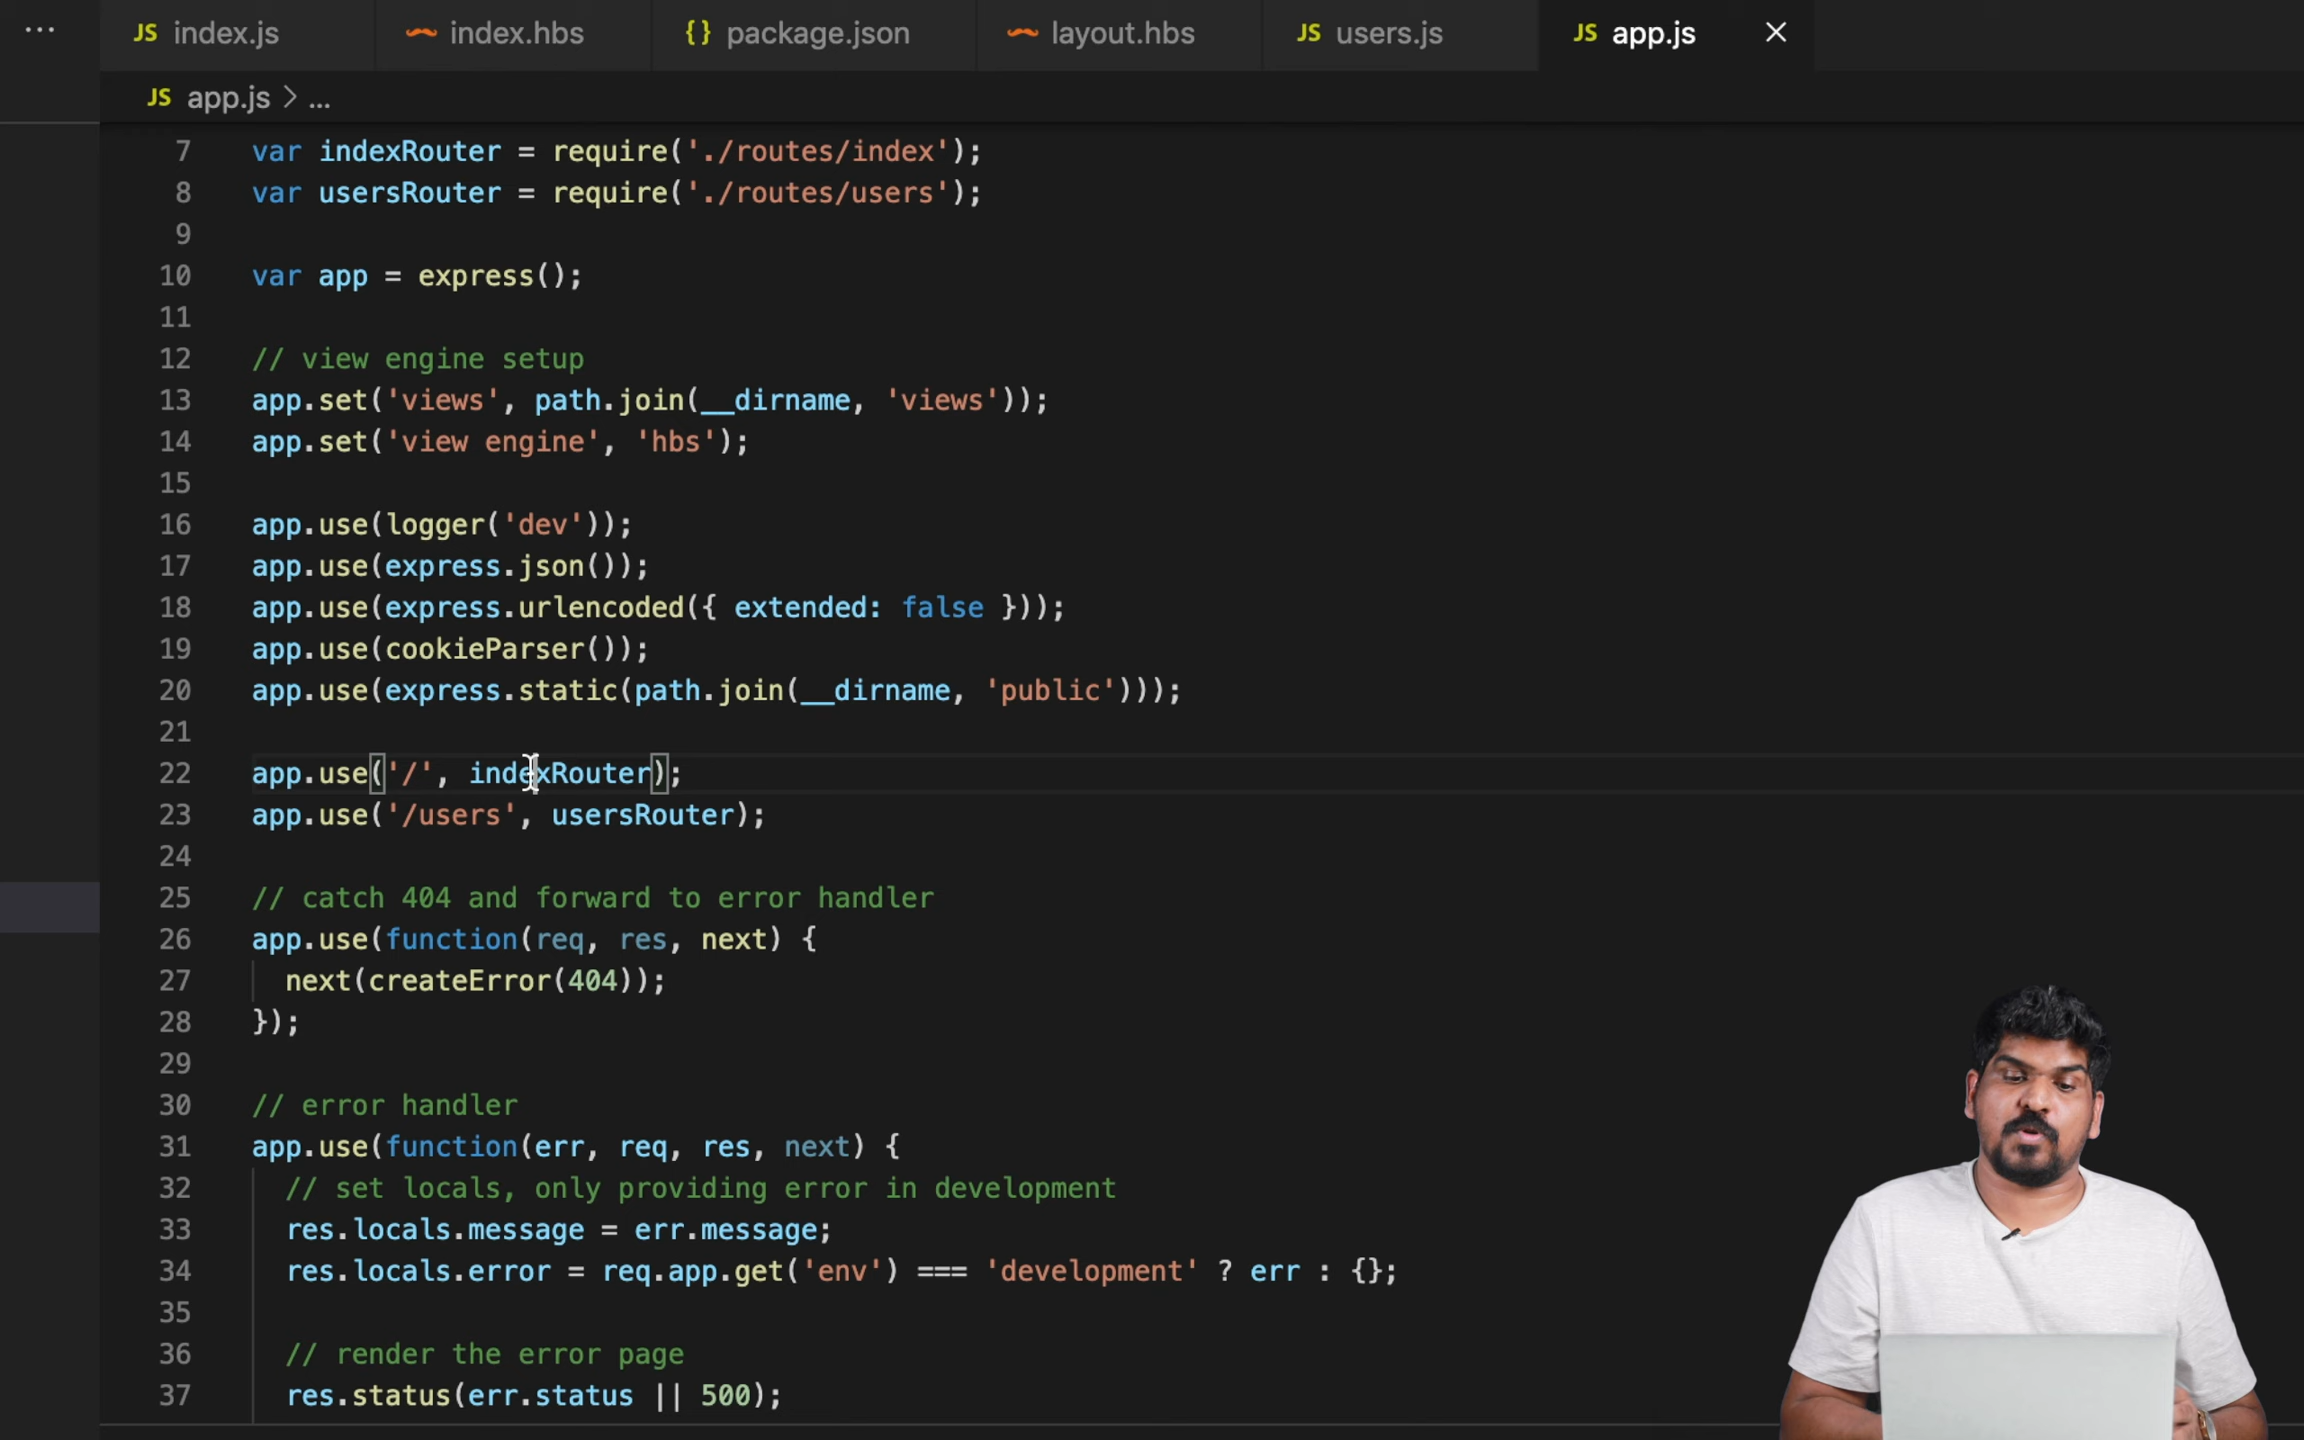 ... JS index.js index.hbs {} package.json layout.hbs JS users.js JS app.js ×
JS app.js > ...
7 var indexRouter = require('./routes/index');
8 var usersRouter = require('./routes/users');
9
10 var app = express();
11
12 // view engine setup
13 app.set('views', path.join(__dirname, 'views'));
14 app.set('view engine', 'hbs');
15
16 app.use(logger('dev'));
17 app.use(express.json());
18 app.use(express.urlencoded({ extended: false }));
19 app.use(cookieParser());
20 app.use(express.static(path.join(__dirname, 'public')));
21
22 app.use('/', indexRouter);
23 app.use('/users', usersRouter);
24
25 // catch 404 and forward to error handler
26 app.use(function(req, res, next) {
27   next(createError(404));
28 });
29
30 // error handler
31 app.use(function(err, req, res, next) {
32   // set locals, only providing error in development
33   res.locals.message = err.message;
34   res.locals.error = req.app.get('env') === 'development' ? err : {};
35
36   // render the error page
37   res.status(err.status || 500);